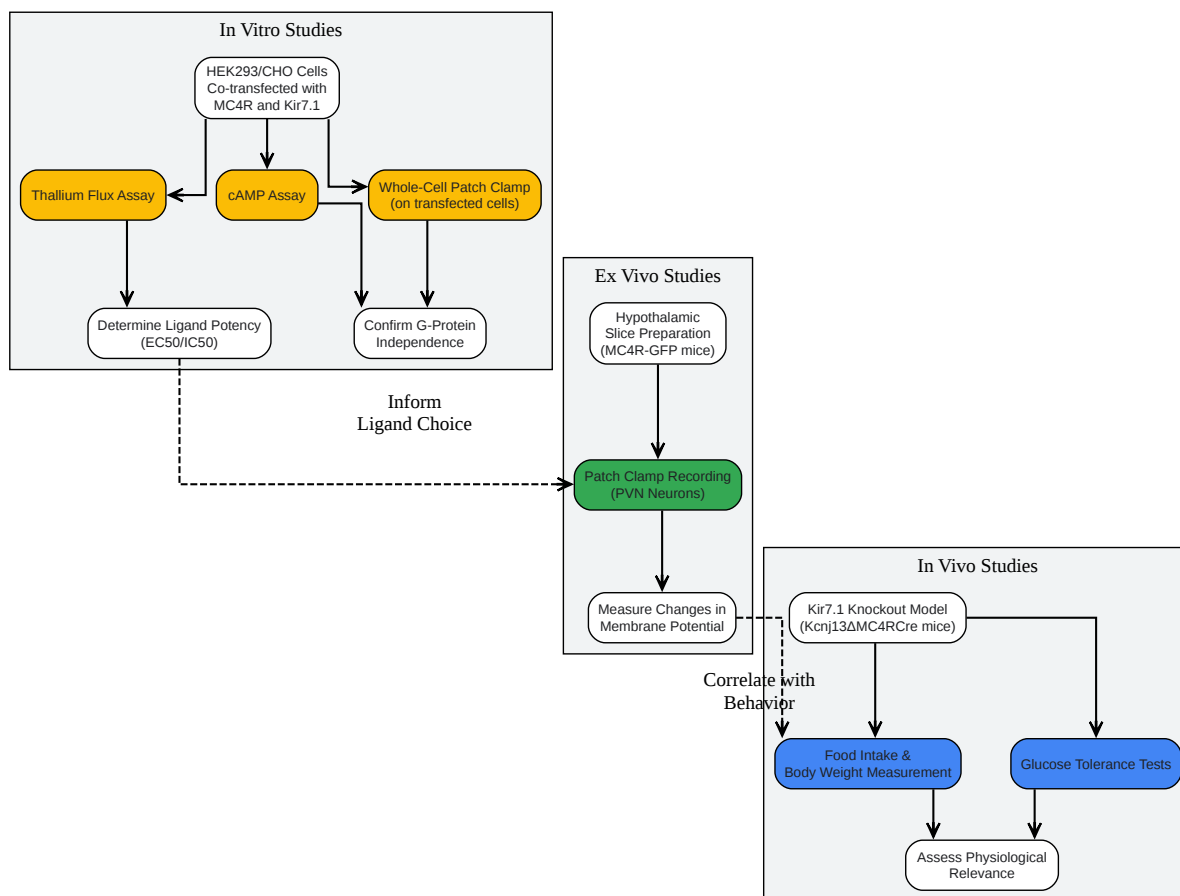 In Vitro Studies
HEK293/CHO Cells
Co-transfected with
MC4R and Kir7.1
Thallium Flux Assay
cAMP Assay
Whole-Cell Patch Clamp
(on transfected cells)
Determine Ligand Potency
(EC50/IC50)
Confirm G-Protein
Independence
Inform
Ligand Choice
Ex Vivo Studies
Hypothalamic
Slice Preparation
(MC4R-GFP mice)
Patch Clamp Recording
(PVN Neurons)
Measure Changes in
Membrane Potential
Correlate with
Behavior
In Vivo Studies
Kir7.1 Knockout Model
(Kcnj13ΔMC4RCre mice)
Food Intake &
Body Weight Measurement
Glucose Tolerance Tests
Assess Physiological
Relevance